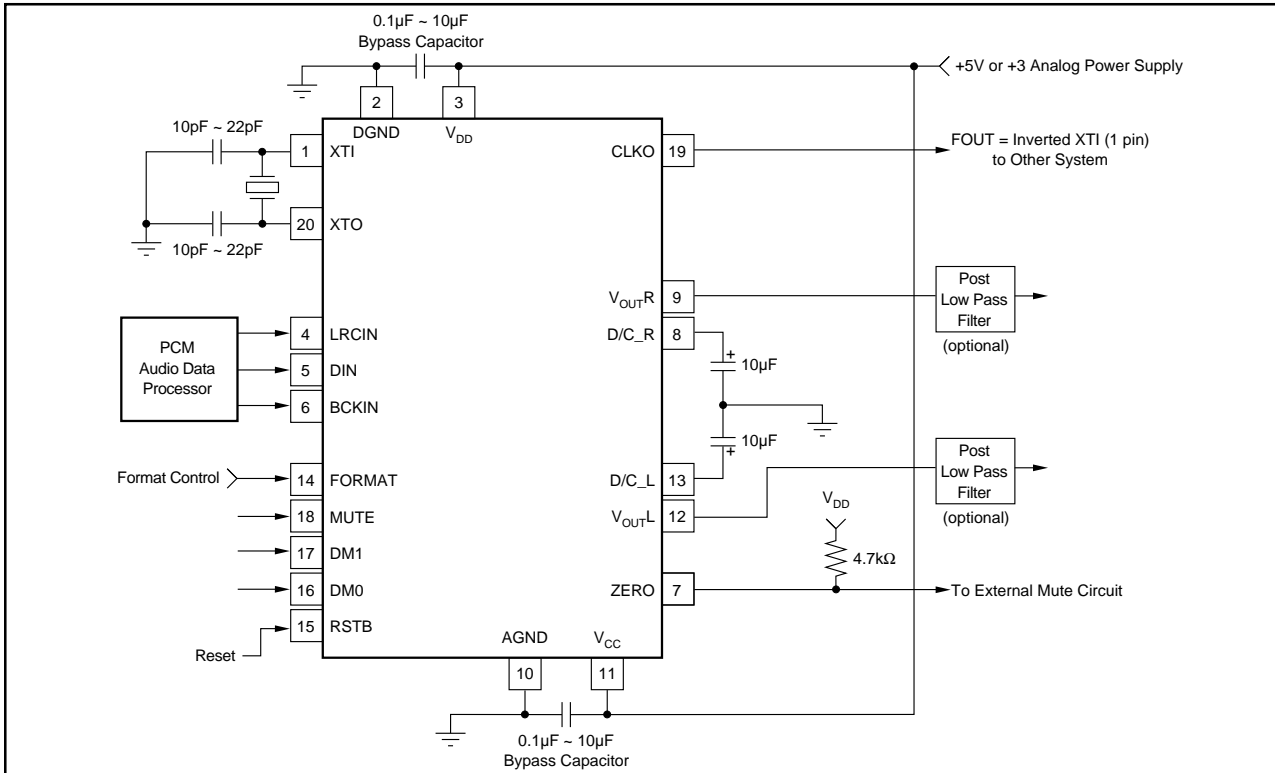 0.1µF ~ 10µF
Bypass Capacitor
+5V or +3 Analog Power Supply
2
3
DGND
VDD
10pF ~ 22pF
1
XTI
CLKO
19
FOUT = Inverted XTI (1 pin)
to Other System
20
XTO
10pF ~ 22pF
VOUTR
9
Post
Low Pass
Filter
(optional)
PCM
Audio Data
Processor
4
LRCIN
D/C_R
8
5
DIN
+
10µF
6
BCKIN
10µF
+
Format Control
14
FORMAT
D/C_L
13
Post
Low Pass
Filter
(optional)
18
MUTE
VOUTL
12
VDD
17
DM1
4.7kΩ
16
DM0
ZERO
7
To External Mute Circuit
15
RSTB
Reset
AGND
VCC
10
11
0.1µF ~ 10µF
Bypass Capacitor